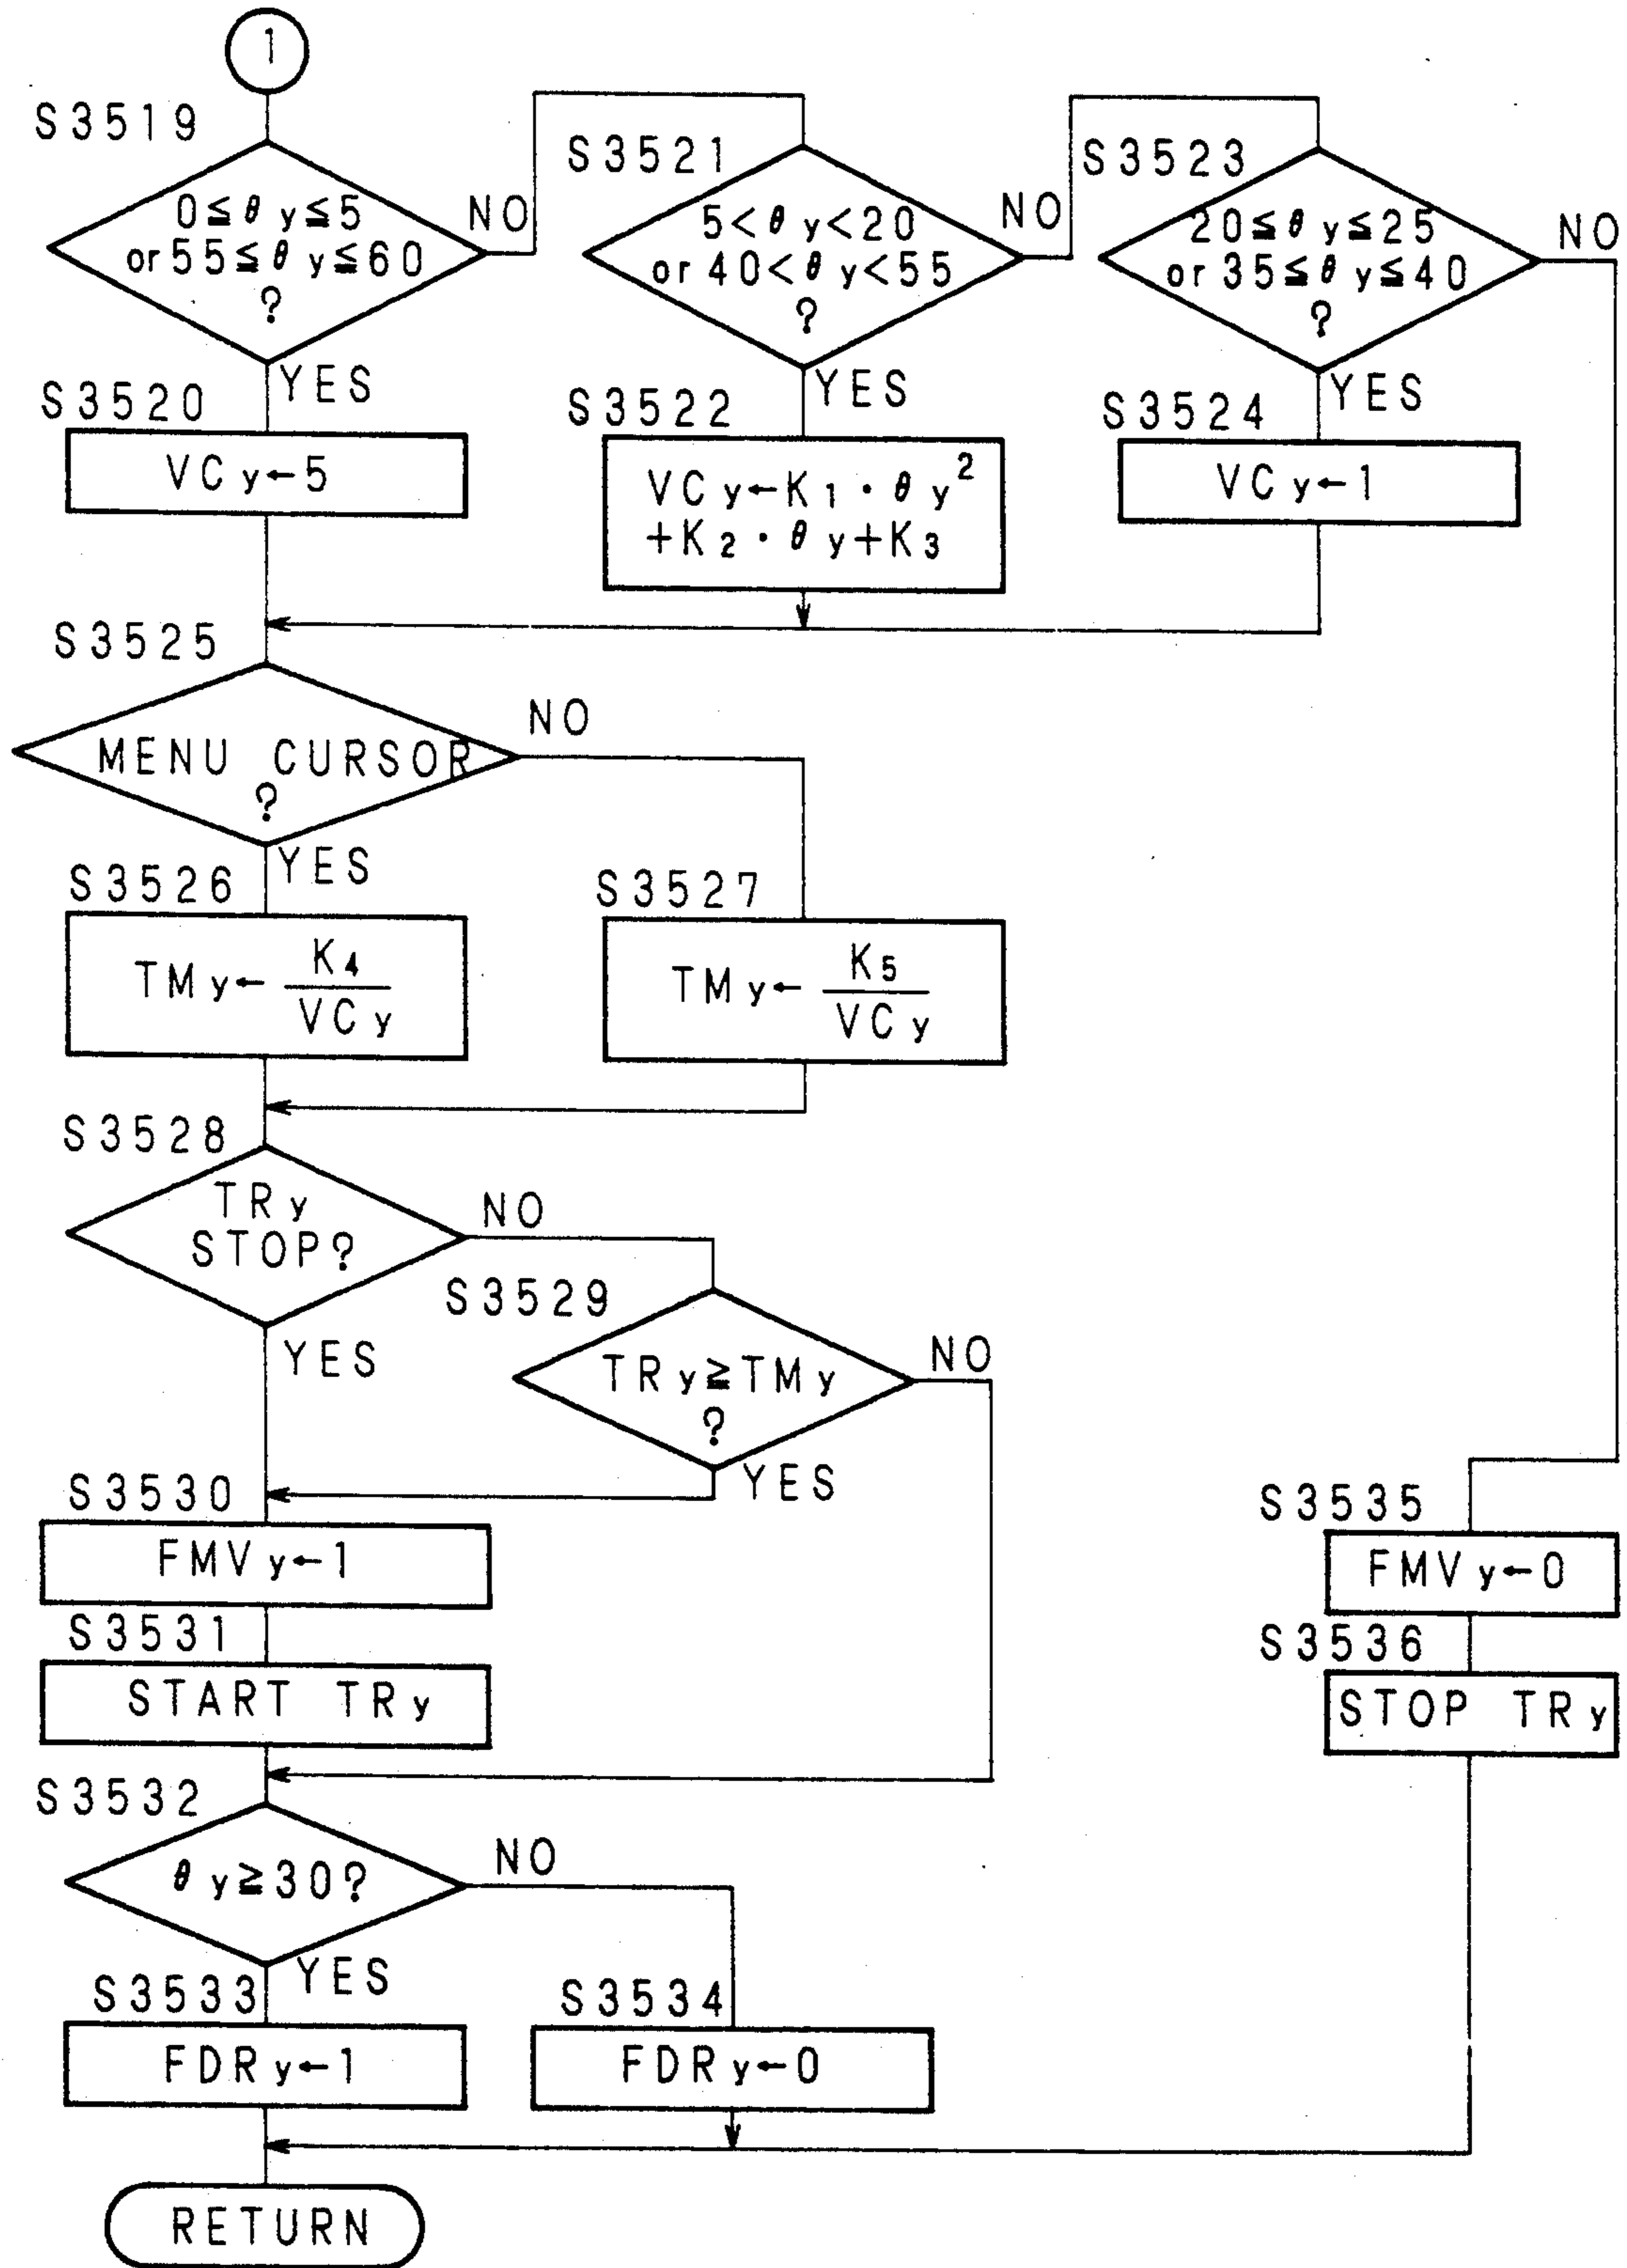 1
S3519
0≦θy≦5
or 55≦θy≦60
?
NO
YES
S3520
VCy←5
S3521
5<θy<20
or 40<θy<55
?
NO
YES
S3522
VCy←K1・θy²
+K2・θy+K3
S3523
20≦θy≦25
or 35≦θy≦40
?
NO
YES
S3524
VCy←1
S3525
MENU CURSOR
?
NO
YES
S3526
TMy← K4/VCy
S3527
TMy← K5/VCy
S3528
TRy
STOP?
NO
YES
S3529
TRy≧TMy
?
NO
YES
S3530
FMVy←1
S3531
START TRy
S3535
FMVy←0
S3536
STOP TRy
S3532
θy≧30?
NO
YES
S3533
FDRy←1
S3534
FDRy←0
RETURN